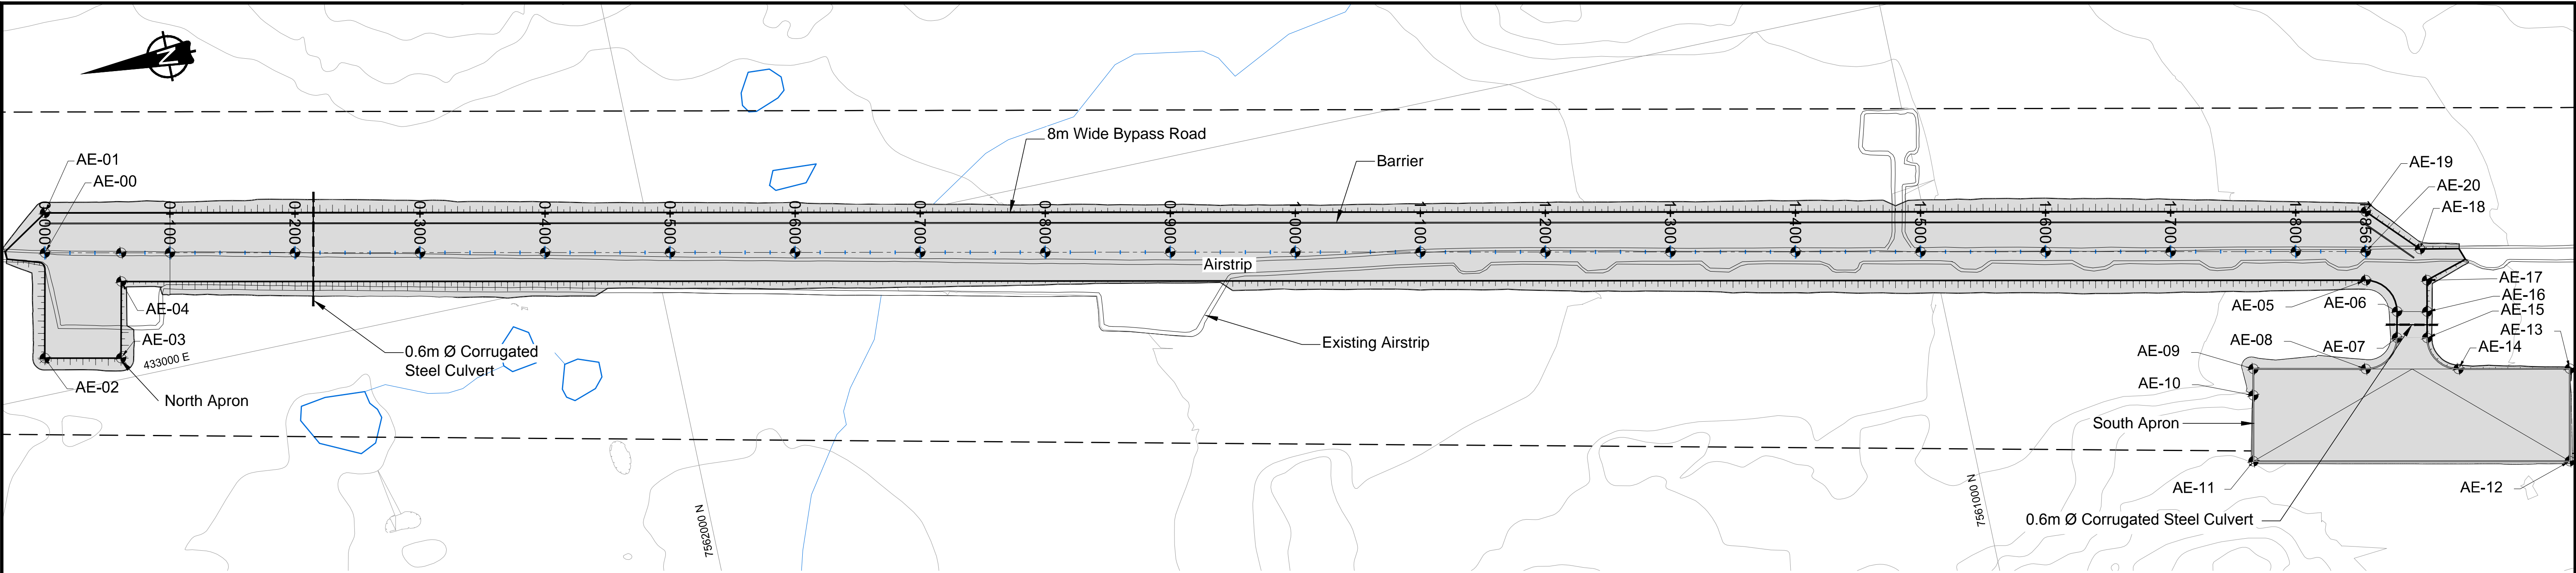 N
8m Wide Bypass Road
Barrier
AE-01
AE-00
AE-19
AE-20
AE-18
0+000
0+100
0+200
0+300
0+400
0+500
0+600
0+700
0+800
0+900
1+000
1+100
1+200
1+300
1+400
1+500
1+600
1+700
1+800
1+856
Airstrip
AE-17
AE-04
AE-05
AE-06
AE-16
AE-15
AE-03
AE-08
AE-07
AE-13
AE-14
433000 E
0.6m Ø Corrugated
Steel Culvert
Existing Airstrip
AE-09
AE-02
AE-10
North Apron
South Apron
AE-11
AE-12
7562000 N
7561000 N
0.6m Ø Corrugated Steel Culvert